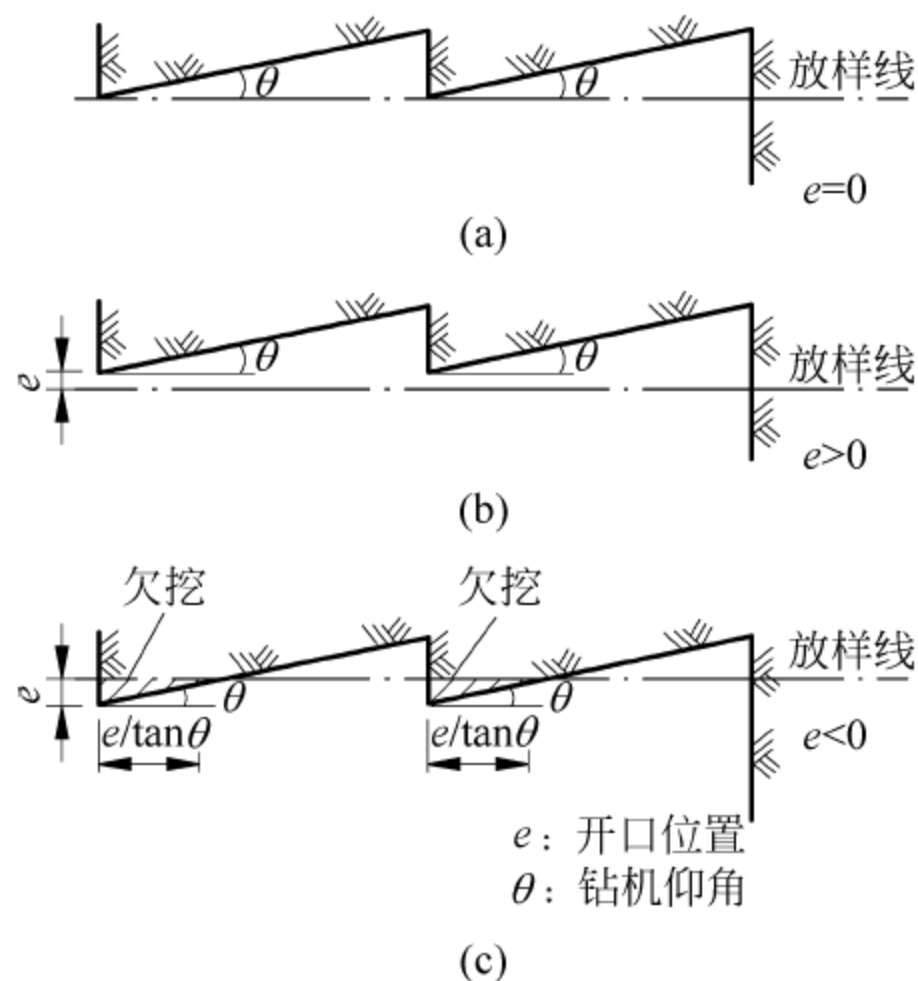 θ
θ
放样线
e=0
(a)
θ
θ
放样线
e
e>0
(b)
欠挖
欠挖
放样线
e
θ
θ
e/tanθ
e/tanθ
e<0
e：开口位置
θ：钻机仰角
(c)